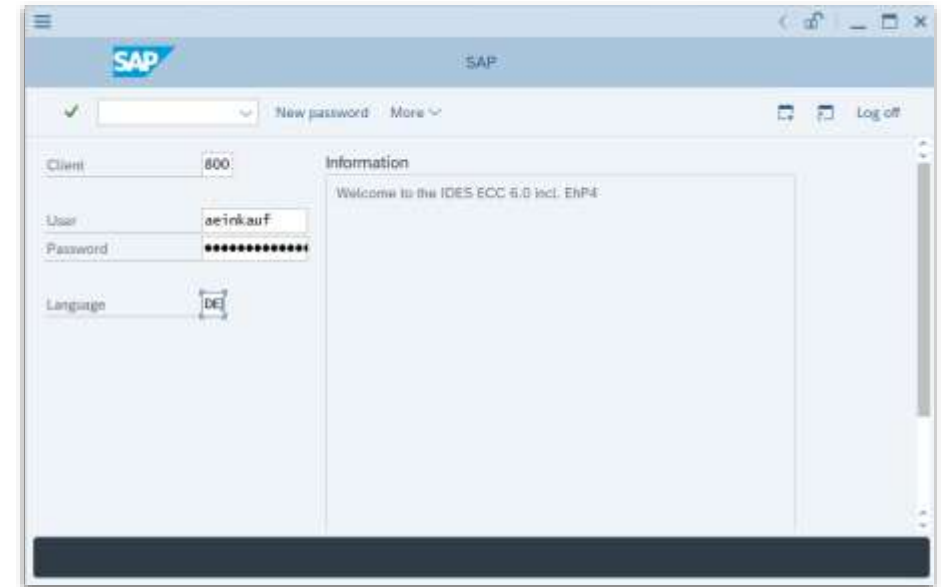 SAP
SAP
New password More Log off
Client 800
Information
Welcome to the IDES ECC 6.0 incl. EhP4
User aeinkauf
Password •••••••••••••
Language DE